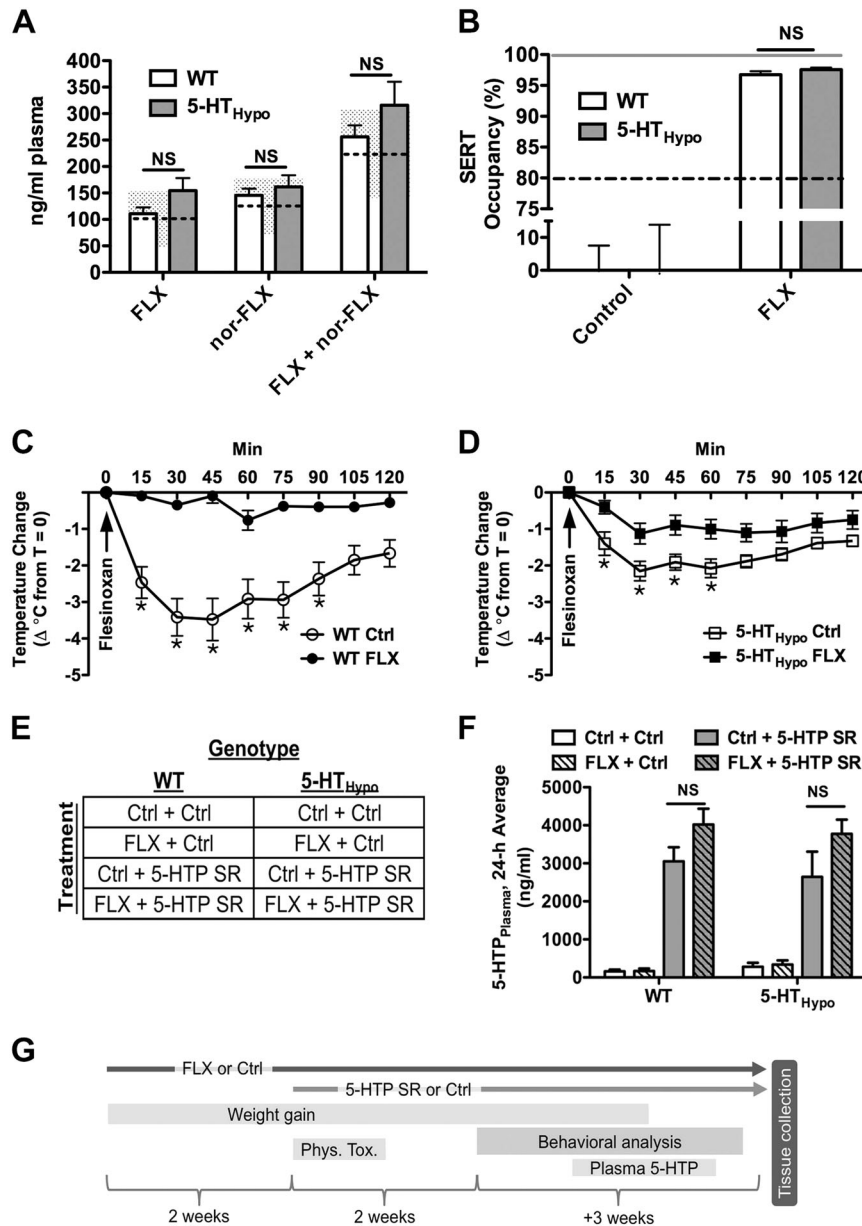 A
ng/ml plasma
400
350
300
250
200
150
100
50
0
WT
5-HTHypo
NS
NS
NS
FLX
nor-FLX
FLX + nor-FLX
B
SERT
Occupancy (%)
100
95
90
85
80
75
10
0
NS
WT
5-HTHypo
Control
FLX
C
Min
0 15 30 45 60 75 90 105 120
Temperature Change
(Δ °C from T = 0)
0
-1
-2
-3
-4
-5
Flesinoxan
* * * * * *
WT Ctrl
WT FLX
D
Min
0 15 30 45 60 75 90 105 120
Temperature Change
(Δ °C from T = 0)
0
-1
-2
-3
-4
-5
Flesinoxan
* * * *
5-HTHypo Ctrl
5-HTHypo FLX
E
Genotype
WT 5-HTHypo
Treatment
Ctrl + Ctrl Ctrl + Ctrl
FLX + Ctrl FLX + Ctrl
Ctrl + 5-HTP SR Ctrl + 5-HTP SR
FLX + 5-HTP SR FLX + 5-HTP SR
F
Ctrl + Ctrl Ctrl + 5-HTP SR
FLX + Ctrl FLX + 5-HTP SR
5-HTPPlasma, 24-h Average
(ng/ml)
5000
4000
3000
2000
1000
0
NS
NS
WT
5-HTHypo
G
FLX or Ctrl
5-HTP SR or Ctrl
Weight gain
Phys. Tox.
Behavioral analysis
Plasma 5-HTP
Tissue collection
2 weeks 2 weeks +3 weeks